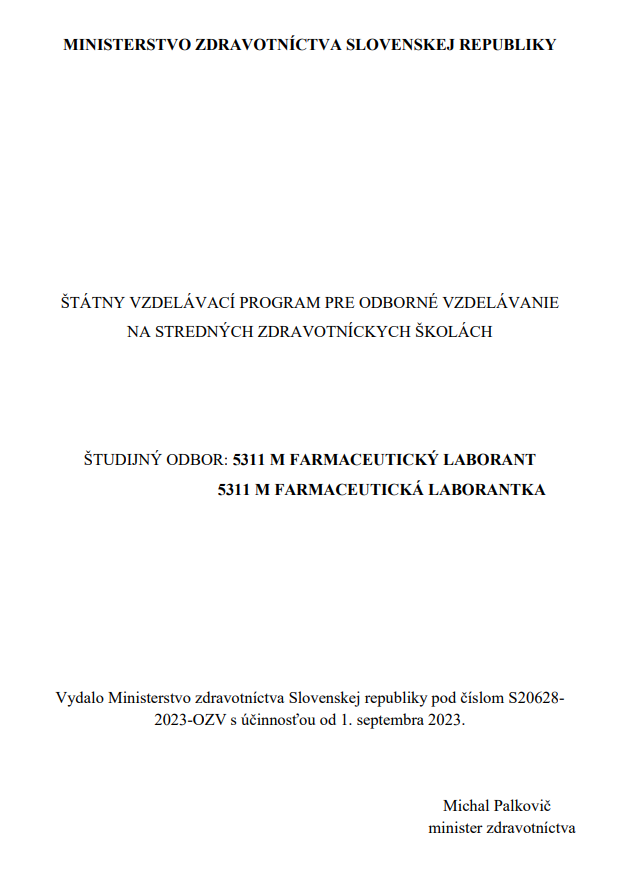 MINISTERSTVO ZDRAVOTNÍCTVA SLOVENSKEJ REPUBLIKY
ŠTÁTNY VZDELÁVACÍ PROGRAM PRE ODBORNÉ VZDELÁVANIE
NA STREDNÝCH ZDRAVOTNÍCKYCH ŠKOLÁCH
ŠTUDIJNÝ ODBOR: 5311 M FARMACEUTICKÝ LABORANT
5311 M FARMACEUTICKÁ LABORANTKA
Vydalo Ministerstvo zdravotníctva Slovenskej republiky pod číslom S20628-
2023-OZV s účinnosťou od 1. septembra 2023.
Michal Palkovič
minister zdravotníctva